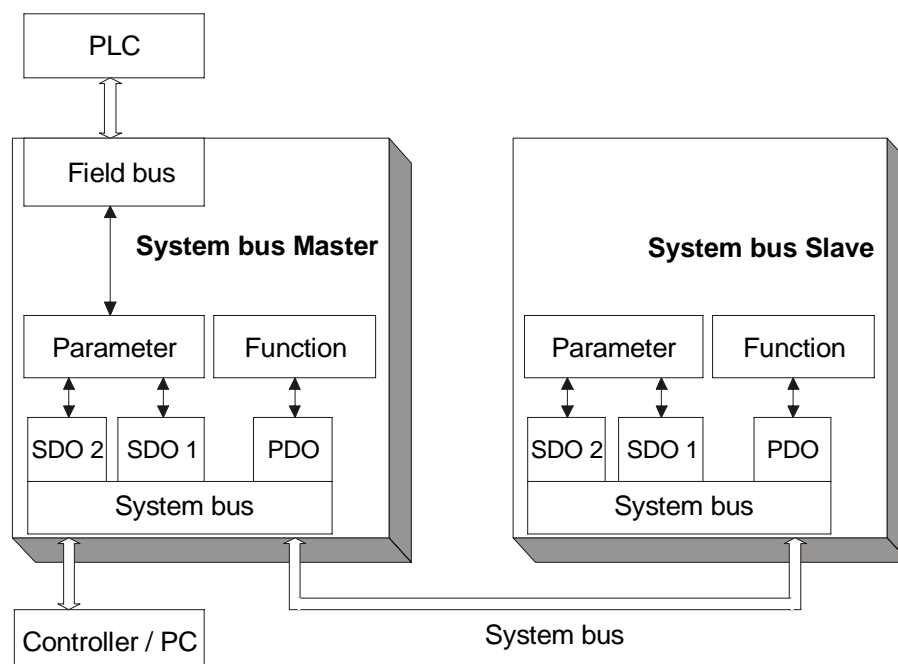 PLC
Field bus
System bus Master
System bus Slave
Parameter
Function
Parameter
Function
SDO 2
SDO 1
PDO
SDO 2
SDO 1
PDO
System bus
System bus
Controller / PC
System bus